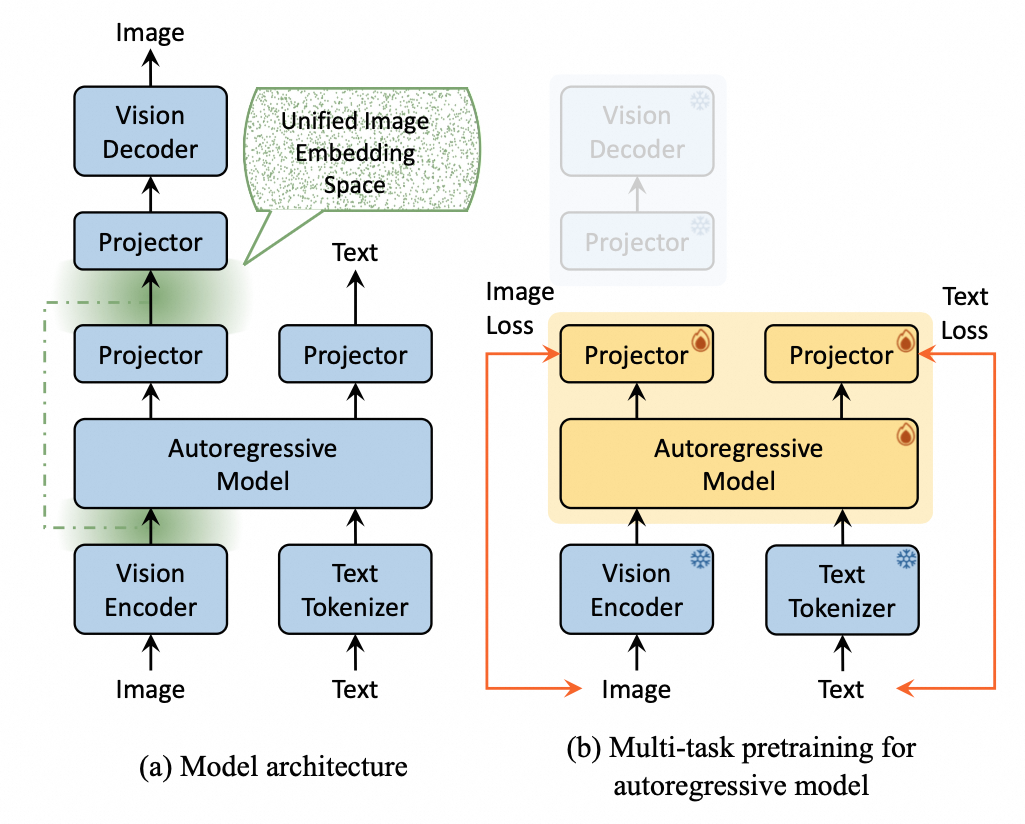 Image
Vision
Decoder
Unified Image
Embedding
Space
Projector
Text
Projector
Projector
Autoregressive
Model
Vision
Encoder
Text
Tokenizer
Image
Text
(a) Model architecture
Vision
Decoder
Projector
Image
Loss
Text
Loss
Projector
Projector
Autoregressive
Model
Vision
Encoder
Text
Tokenizer
Image
Text
(b) Multi-task pretraining for
autoregressive model